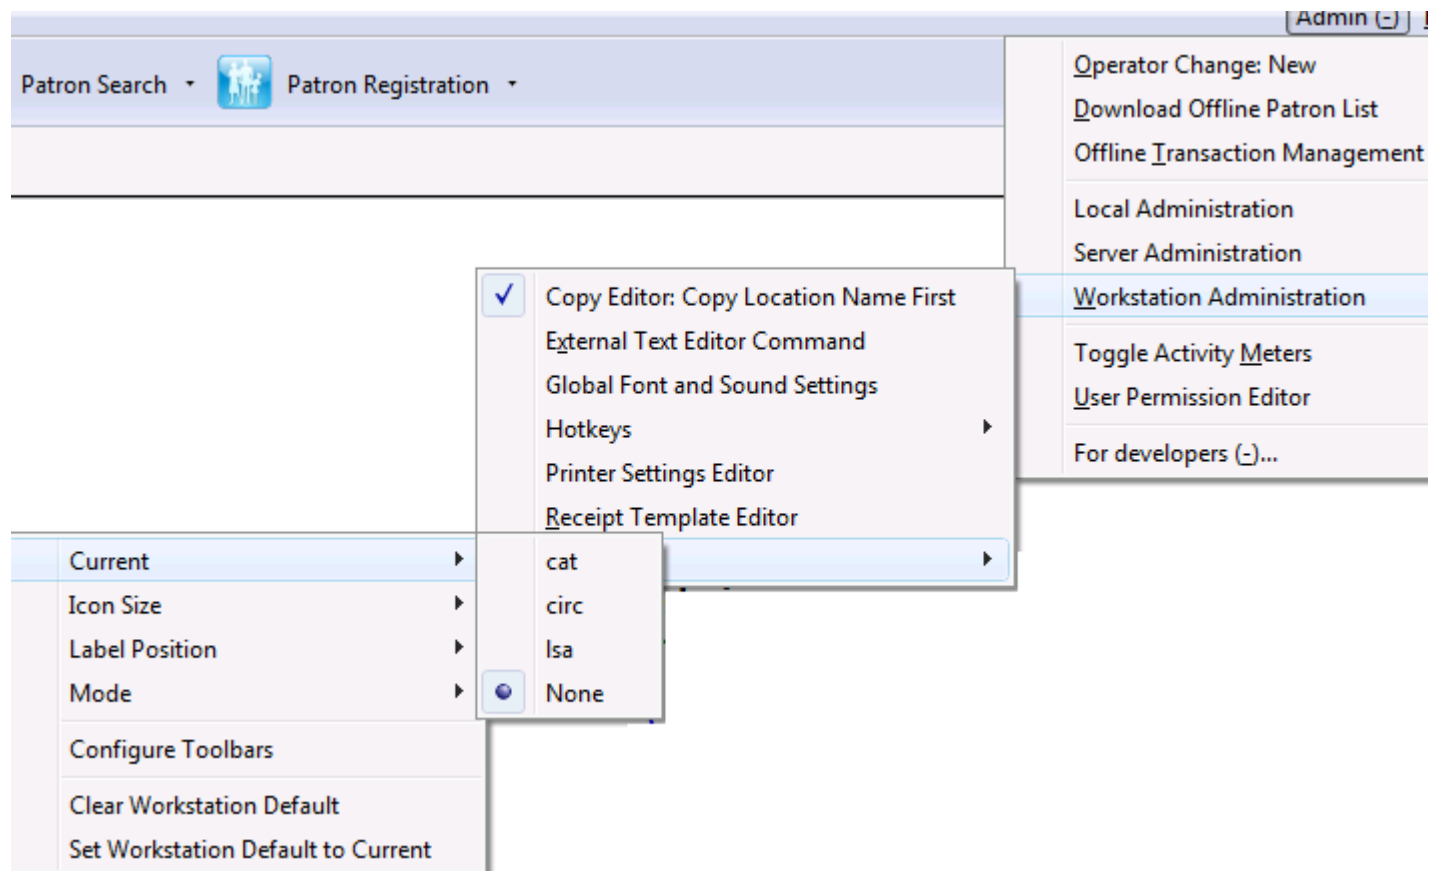 Admin (-)
Patron Search
Patron Registration
Operator Change: New
Download Offline Patron List
Offline Transaction Management
Local Administration
Server Administration
Workstation Administration
Toggle Activity Meters
User Permission Editor
For developers (-)...
Copy Editor: Copy Location Name First
External Text Editor Command
Global Font and Sound Settings
Hotkeys
Printer Settings Editor
Receipt Template Editor
Current
Icon Size
Label Position
Mode
Configure Toolbars
Clear Workstation Default
Set Workstation Default to Current
cat
circ
lsa
None